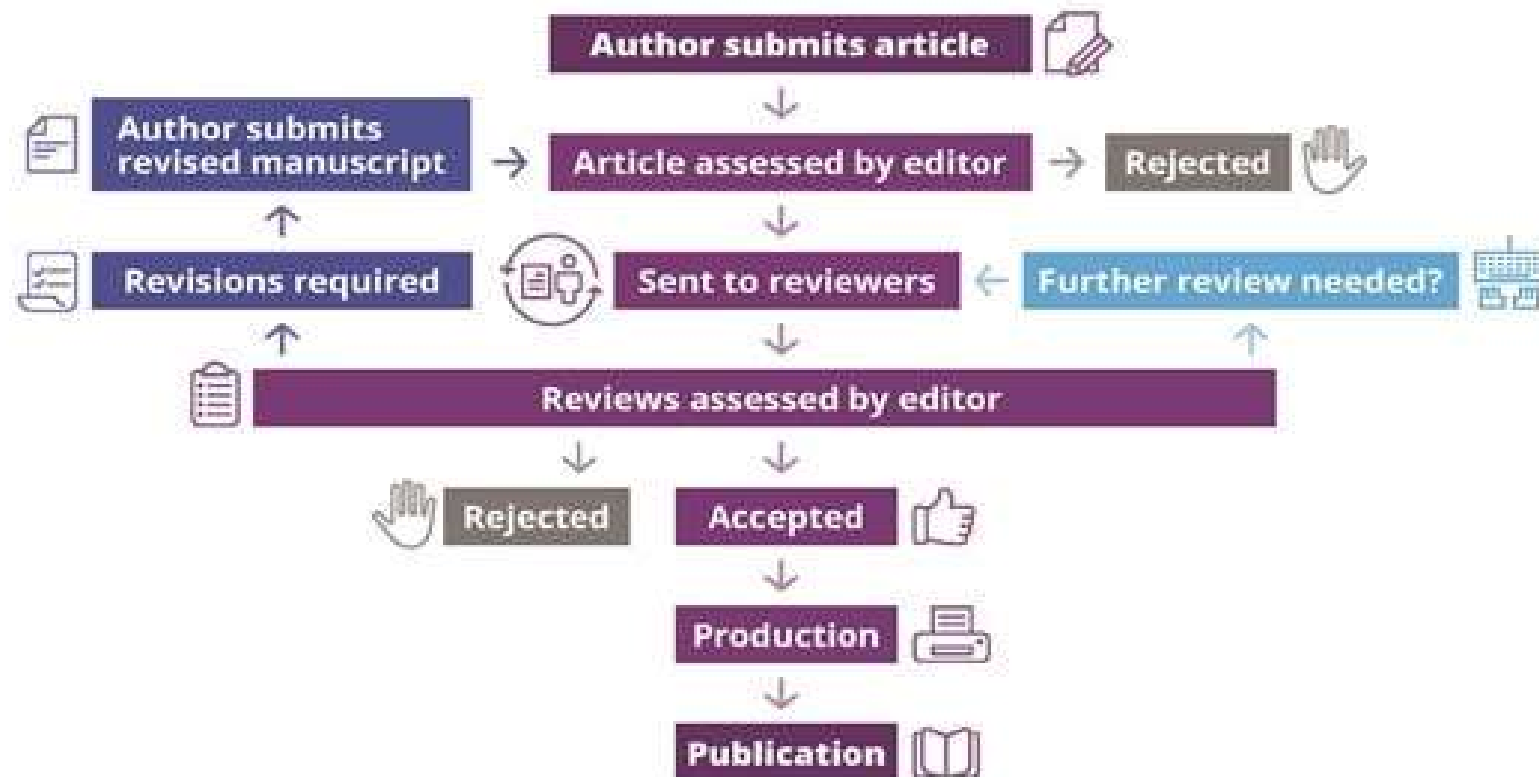 Author submits article
Author submits
revised manuscript
Article assessed by editor
Rejected
Revisions required
Sent to reviewers
Further review needed?
Reviews assessed by editor
Rejected
Accepted
Production
Publication